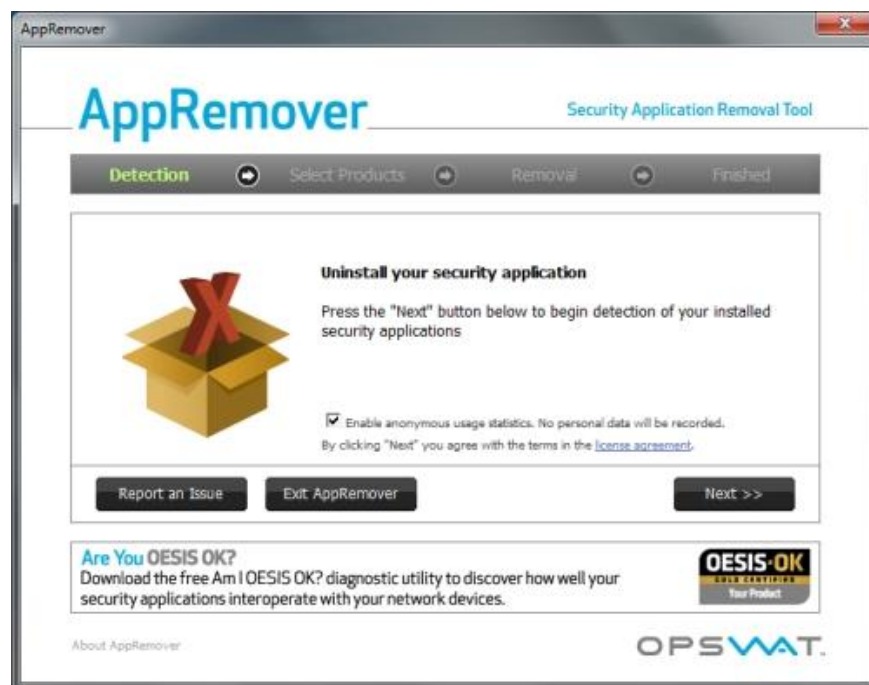 AppRemover
AppRemover
Security Application Removal Tool
Detection
Select Products
Removal
Finished
Uninstall your security application
Press the "Next" button below to begin detection of your installed
security applications
Enable anonymous usage statistics. No personal data will be recorded.
By clicking "Next" you agree with the terms in the license agreement.
Report an Issue
Exit AppRemover
Next >>
Are You OESIS OK?
Download the free Am I OESIS OK? diagnostic utility to discover how well your
security applications interoperate with your network devices.
OESIS·OK
GOLD CERTIFIED
Your Product
About AppRemover
OPSWAT.